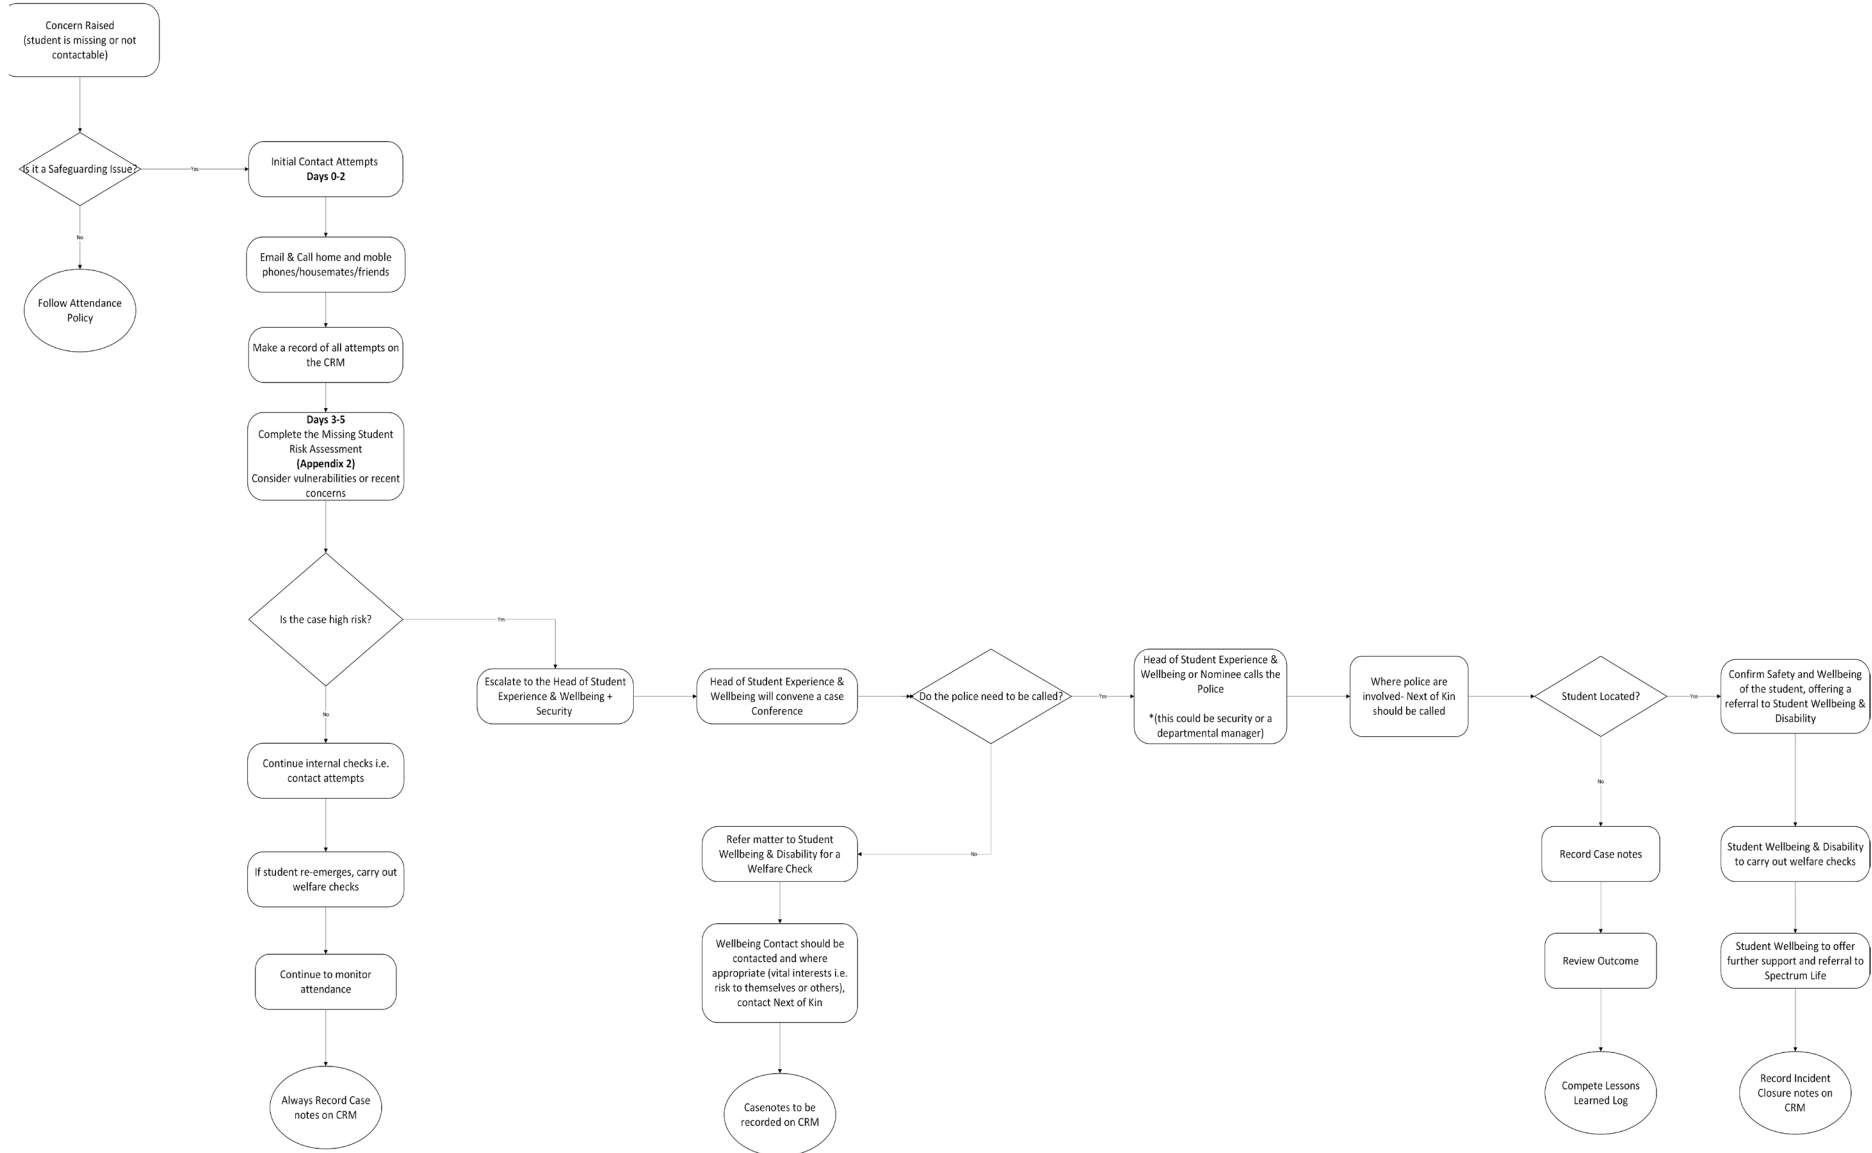 Concern Raised
(student is missing or not
contactable)
Is it a Safeguarding Issue?
Yes
No
Follow Attendance
Policy
Initial Contact Attempts
Days 0-2
Email & Call home and moble
phones/housemates/friends
Make a record of all attempts on
the CRM
Days 3-5
Complete the Missing Student
Risk Assessment
(Appendix 2)
Consider vulnerabilities or recent
concerns
Is the case high risk?
Yes
No
Continue internal checks i.e.
contact attempts
If student re-emerges, carry out
welfare checks
Continue to monitor
attendance
Always Record Case
notes on CRM
Escalate to the Head of Student
Experience & Wellbeing +
Security
Head of Student Experience &
Wellbeing will convene a case
Conference
Do the police need to be called?
Yes
No
Refer matter to Student
Wellbeing & Disability for a
Welfare Check
Wellbeing Contact should be
contacted and where
appropriate (vital interests i.e.
risk to themselves or others),
contact Next of Kin
Casenotes to be
recorded on CRM
Head of Student Experience &
Wellbeing or Nominee calls the
Police
*(this could be security or a
departmental manager)
Where police are
involved- Next of Kin
should be called
Student Located?
Yes
No
Record Case notes
Review Outcome
Compete Lessons
Learned Log
Confirm Safety and Wellbeing
of the student, offering a
referral to Student Wellbeing &
Disability
Student Wellbeing & Disability
to carry out welfare checks
Student Wellbeing to offer
further support and referral to
Spectrum Life
Record Incident
Closure notes on
CRM